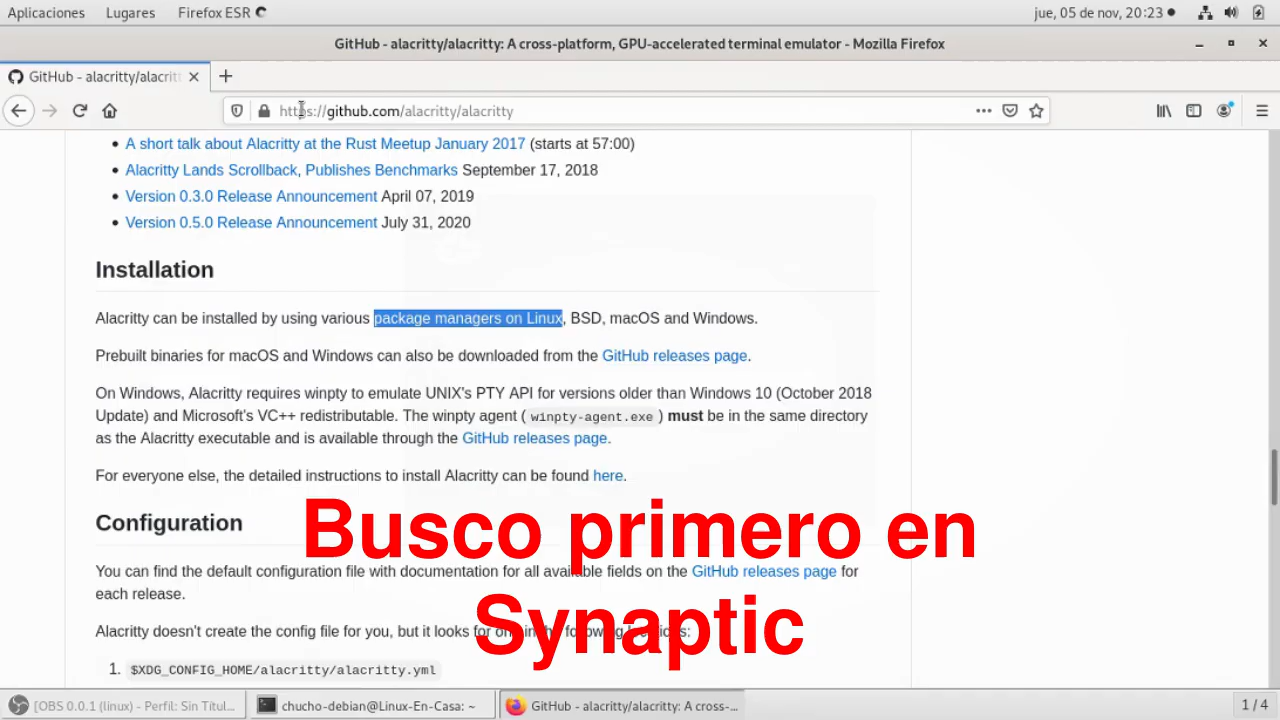 Aplicaciones Lugares Firefox ESR jue, 05 de nov, 20:23
GitHub - alacritty/alacritty: A cross-platform, GPU-accelerated terminal emulator - Mozilla Firefox
GitHub - alacritty/alacritt
https://github.com/alacritty/alacritty
A short talk about Alacritty at the Rust Meetup January 2017 (starts at 57:00)
Alacritty Lands Scrollback, Publishes Benchmarks September 17, 2018
Version 0.3.0 Release Announcement April 07, 2019
Version 0.5.0 Release Announcement July 31, 2020
Installation
Alacritty can be installed by using various package managers on Linux, BSD, macOS and Windows.
Prebuilt binaries for macOS and Windows can also be downloaded from the GitHub releases page.
On Windows, Alacritty requires winpty to emulate UNIX's PTY API for versions older than Windows 10 (October 2018
Update) and Microsoft's VC++ redistributable. The winpty agent ( winpty-agent.exe ) must be in the same directory
as the Alacritty executable and is available through the GitHub releases page.
For everyone else, the detailed instructions to install Alacritty can be found here.
Configuration
Busco primero en
Synaptic
You can find the default configuration file with documentation for all available fields on the GitHub releases page for
each release.
Alacritty doesn't create the config file for you, but it looks for
1. $XDG_CONFIG_HOME/alacritty/alacritty.yml
[OBS 0.0.1 (linux) - Perfil: Sin Títul... chucho-debian@Linux-En-Casa: ~ GitHub - alacritty/alacritty: A cross-... 1 / 4